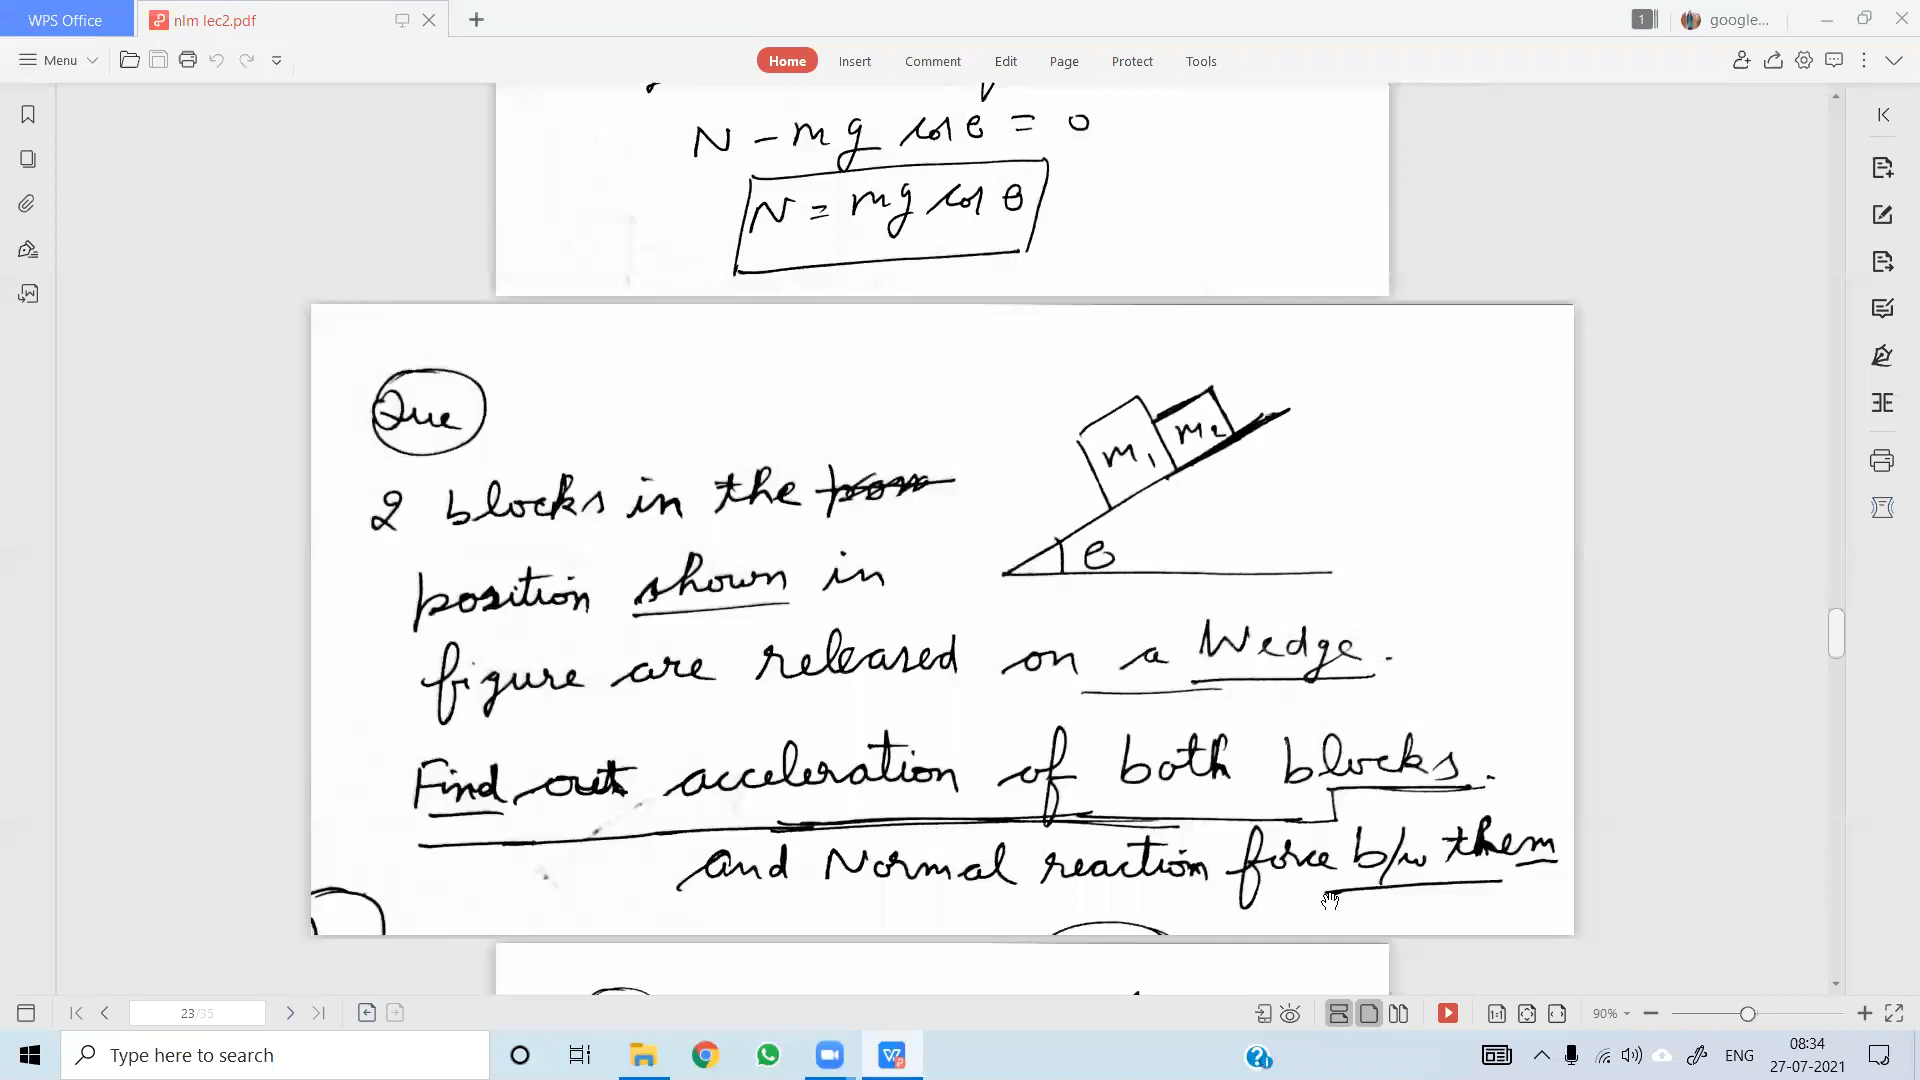 WPS Office
nlm lec2.pdf
1
google...
Menu
Home
Insert
Comment
Edit
Page
Protect
Tools
N - mg cos θ = 0
N = mg cos θ
Que
m1
m2
θ
2 blocks in the
position shown in
figure are released on a Wedge.
Find out acceleration of both blocks.
and Normal reaction force b/w them
23/35
90%
Type here to search
ENG
08:34
27-07-2021